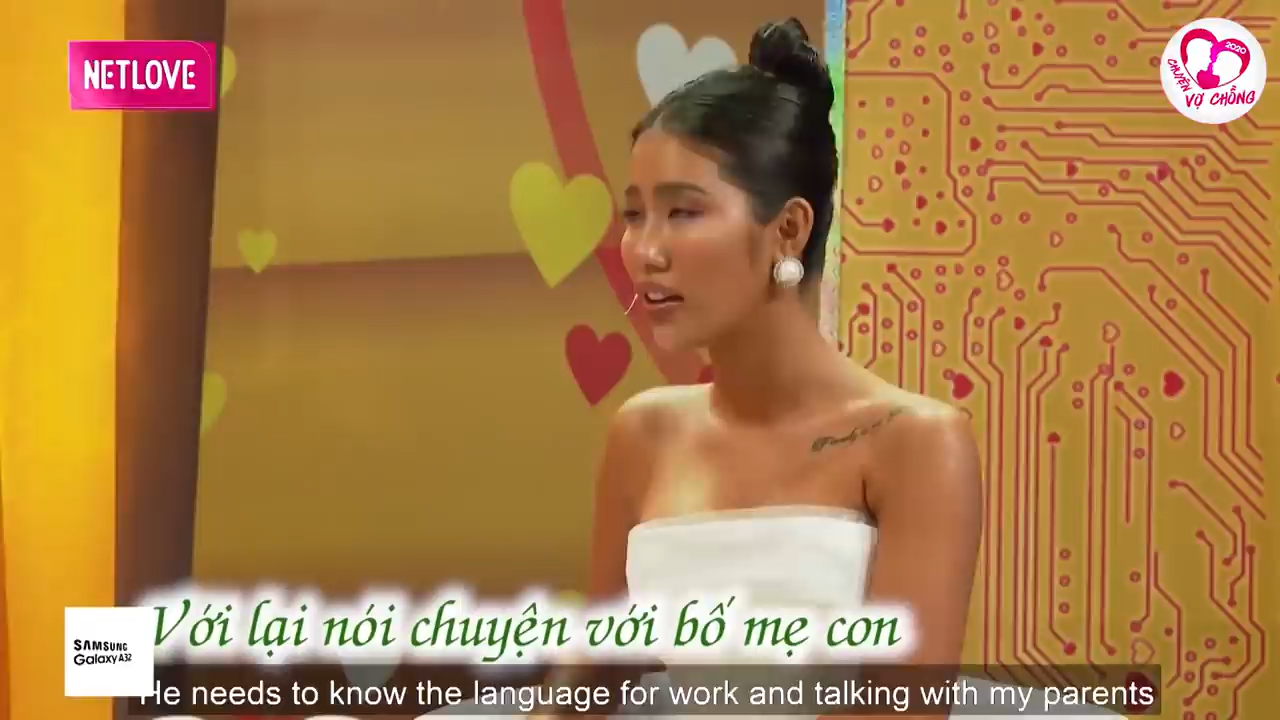 NETLOVE
2020
CHUYỆN
VỢ CHỒNG
Với lại nói chuyện với bố mẹ con
SAMSUNG
Galaxy A32
He needs to know the language for work and talking with my parents